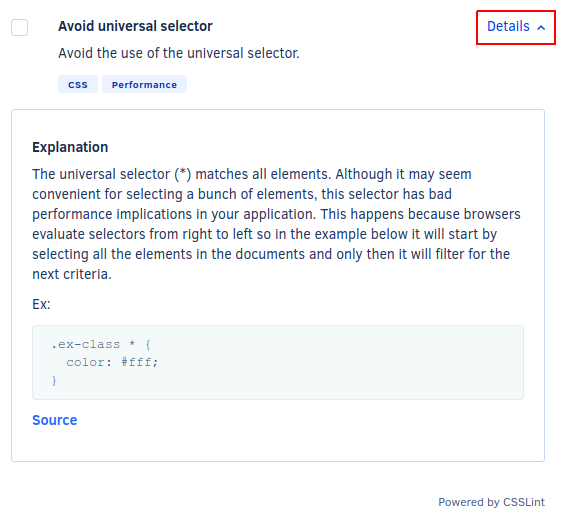 Avoid universal selector
Details
Avoid the use of the universal selector.
CSS
Performance
Explanation
The universal selector (*) matches all elements. Although it may seem
convenient for selecting a bunch of elements, this selector has bad
performance implications in your application. This happens because browsers
evaluate selectors from right to left so in the example below it will start by
selecting all the elements in the documents and only then it will filter for the
next criteria.
Ex:
.ex-class * {
  color: #fff;
}
Source
Powered by CSSLint